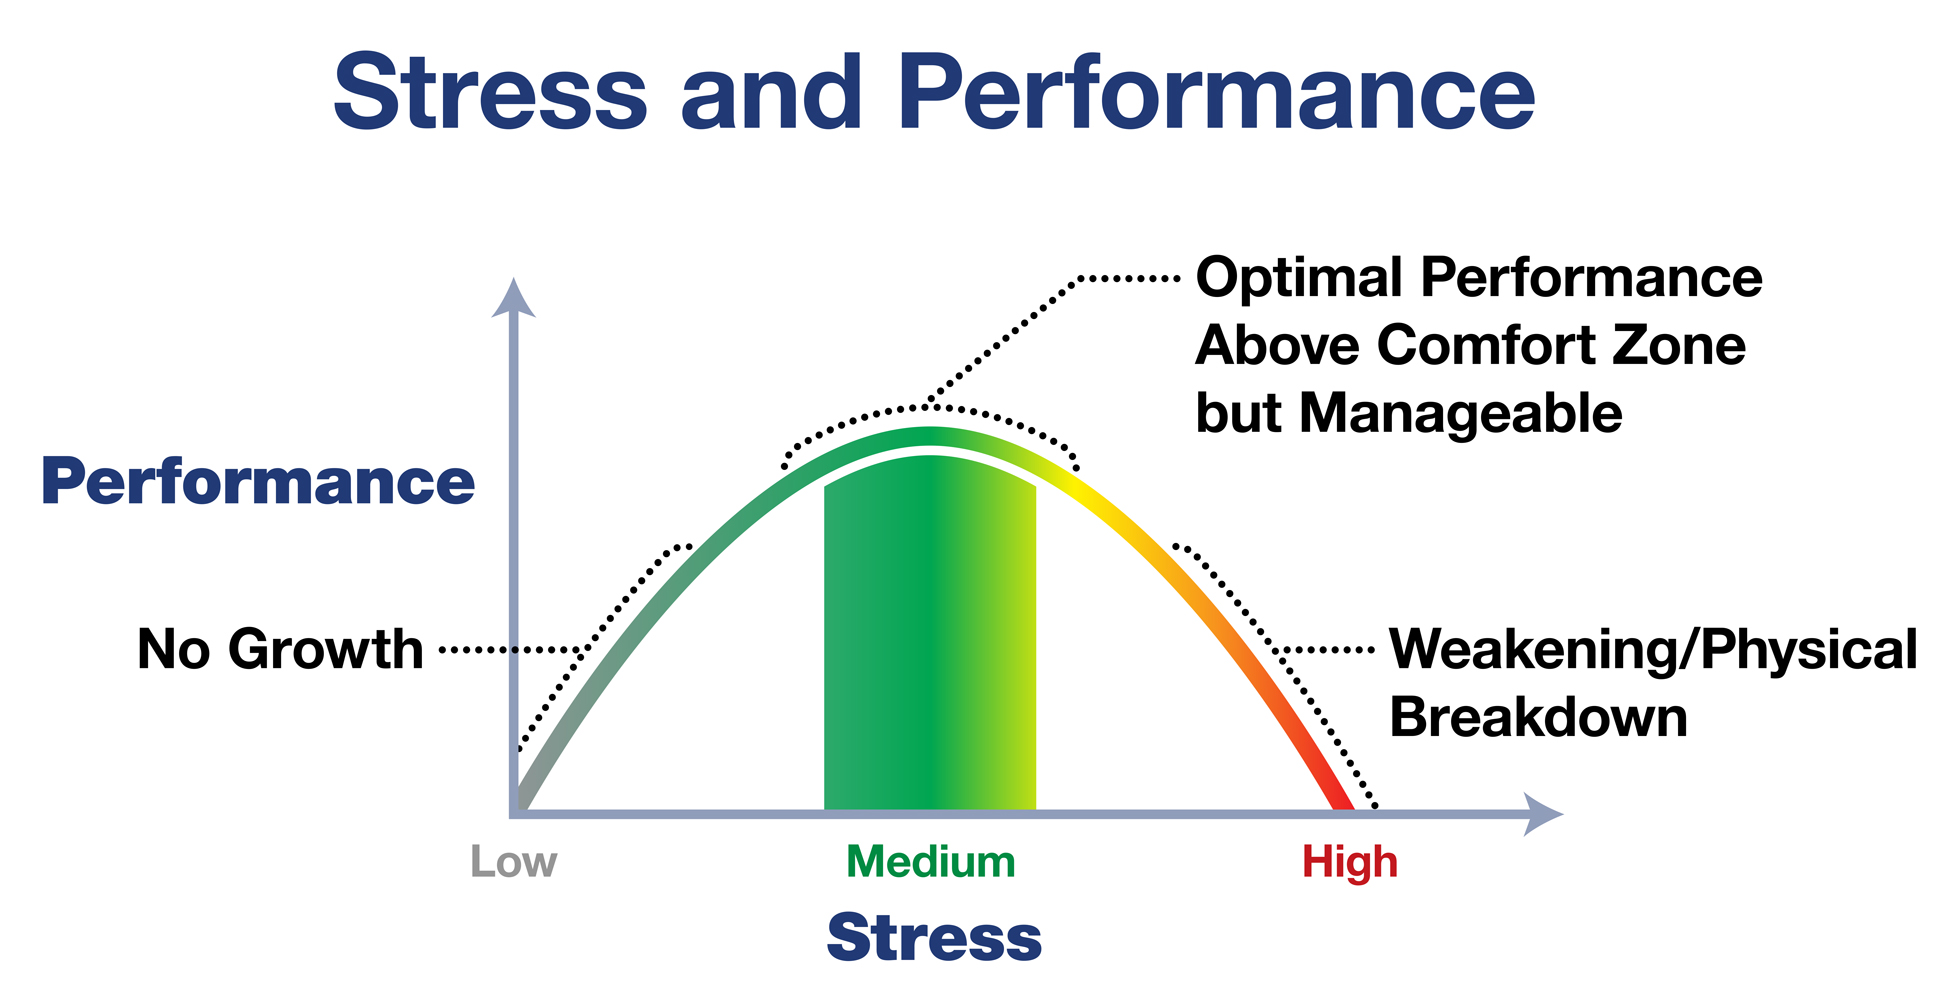 Stress and Performance
Optimal Performance
Above Comfort Zone
but Manageable
Performance
No Growth
Weakening/Physical
Breakdown
Low
Medium
High
Stress